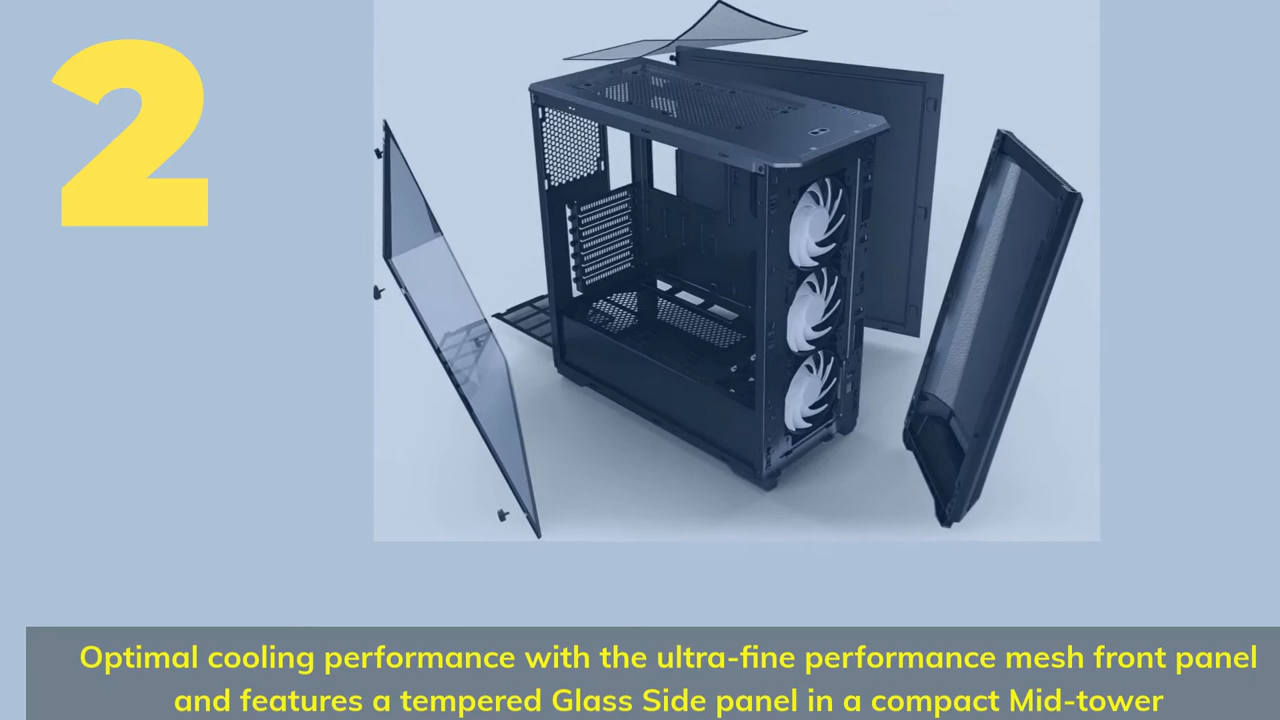 2
Optimal cooling performance with the ultra-fine performance mesh front panel
and features a tempered Glass Side panel in a compact Mid-tower